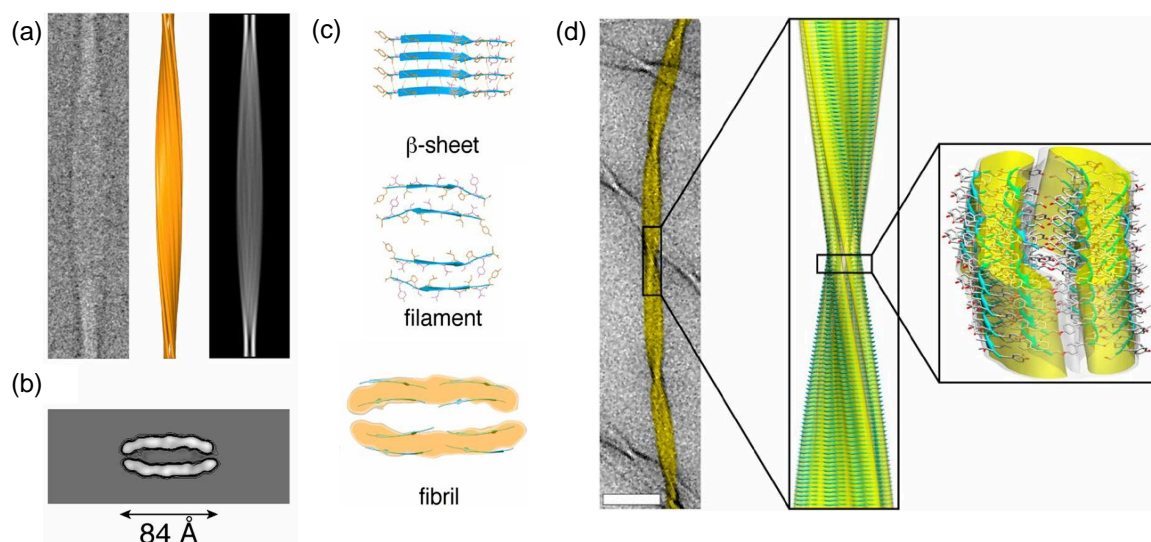 (a)
(b)
84 Å
(c)
β-sheet
filament
fibril
(d)